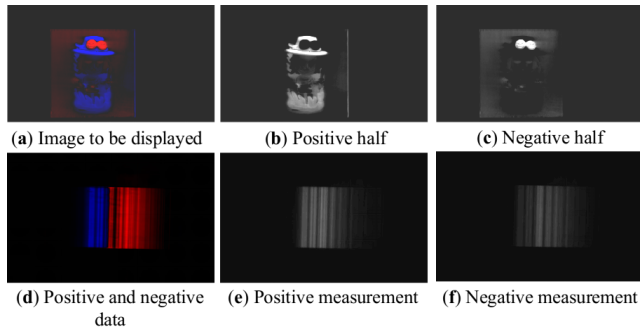 (a) Image to be displayed
(b) Positive half
(c) Negative half
(d) Positive and negative
data
(e) Positive measurement
(f) Negative measurement